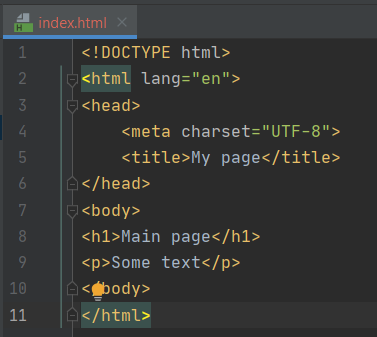 index.html
1 <!DOCTYPE html>
2 <html lang="en">
3 <head>
4     <meta charset="UTF-8">
5     <title>My page</title>
6 </head>
7 <body>
8 <h1>Main page</h1>
9 <p>Some text</p>
10 </body>
11 </html>